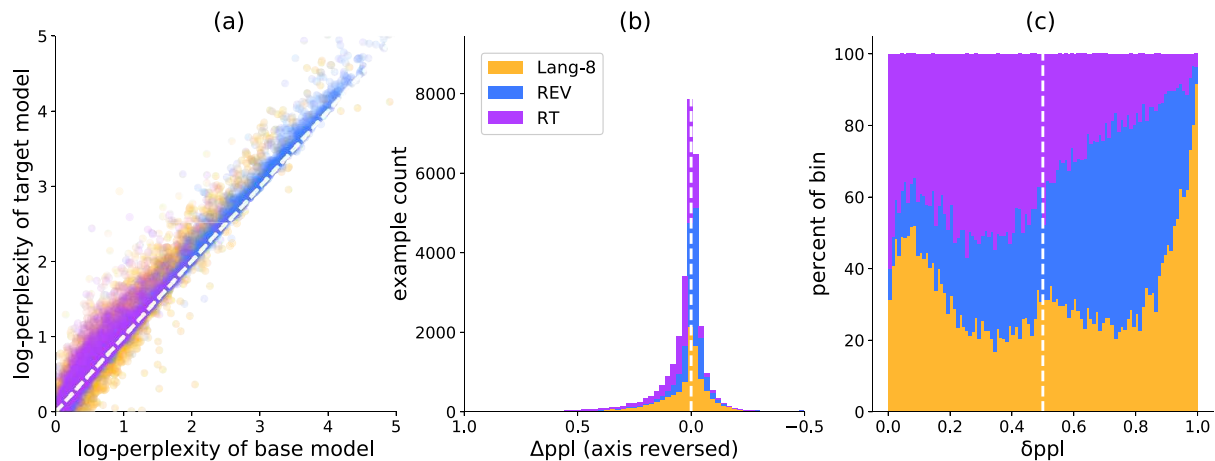 (a)
log-perplexity of target model
5
4
3
2
1
0
0 1 2 3 4 5
log-perplexity of base model
(b)
example count
8000
6000
4000
2000
0
Lang-8
REV
RT
1.0 0.5 0.0 −0.5
Δppl (axis reversed)
(c)
percent of bin
100
80
60
40
20
0
0.0 0.2 0.4 0.6 0.8 1.0
δppl